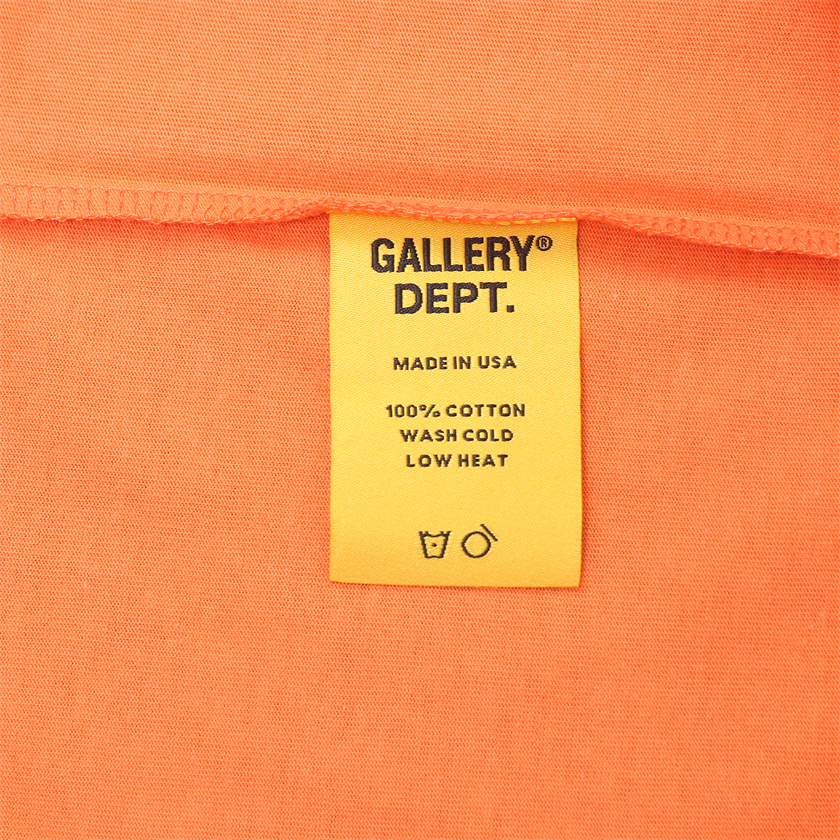 GALLERY®
DEPT.
MADE IN USA
100% COTTON
WASH COLD
LOW HEAT